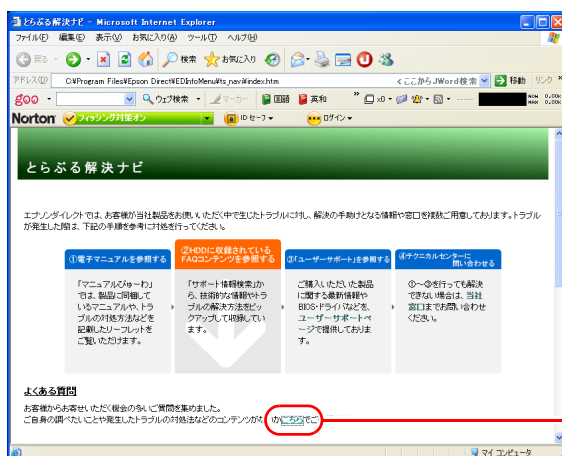 とらぶる解決ナビ - Microsoft Internet Explorer
ファイル(F) 編集(E) 表示(V) お気に入り(A) ツール(T) ヘルプ(H)
戻る 検索 お気に入り
アドレス(D) C:¥Program Files¥Epson Direct¥EDInfoMenu¥ts_navi¥index.htm <ここからJWord検索 移動 リンク »
goo ウェブ検索 マーカー 国語 英和 » x0
Norton フィッシング対策オン IDセーフ ログイン
とらぶる解決ナビ
エプソンダイレクトでは、お客様が当社製品をお使いいただく中で生じたトラブルに対し、解決の手助けとなる情報や窓口を複数ご用意しております。トラブル
が発生した際は、下記の手順を参考に対処を行ってください。
①電子マニュアルを参照する
「マニュアルびゅーわ」
では、製品に同梱して
いるマニュアルや、トラ
ブルの対処方法などを
記載したリーフレットを
ご覧いただけます。
②HDDに収録されている
FAQコンテンツを参照する
「サポート情報検索」か
ら、技術的な情報やトラ
ブルの解決方法をピッ
クアップして収録してい
ます。
③「ユーザーサポート」を参照する
ご購入いただいた製品
に関する最新情報や
BIOS・ドライバなどを、
ユーザーサポートペ
ージで提供しておりま
す。
④テクニカルセンターに
問い合わせる
①～③を行っても解決
できない場合は、当社
窓口までお問い合わせ
ください。
よくある質問
お客様からお寄せいただく機会の多いご質問を集めました。
ご自身の調べたいことや発生したトラブルの対処法などのコンテンツがな いか こちら でご
マイ コンピュータ